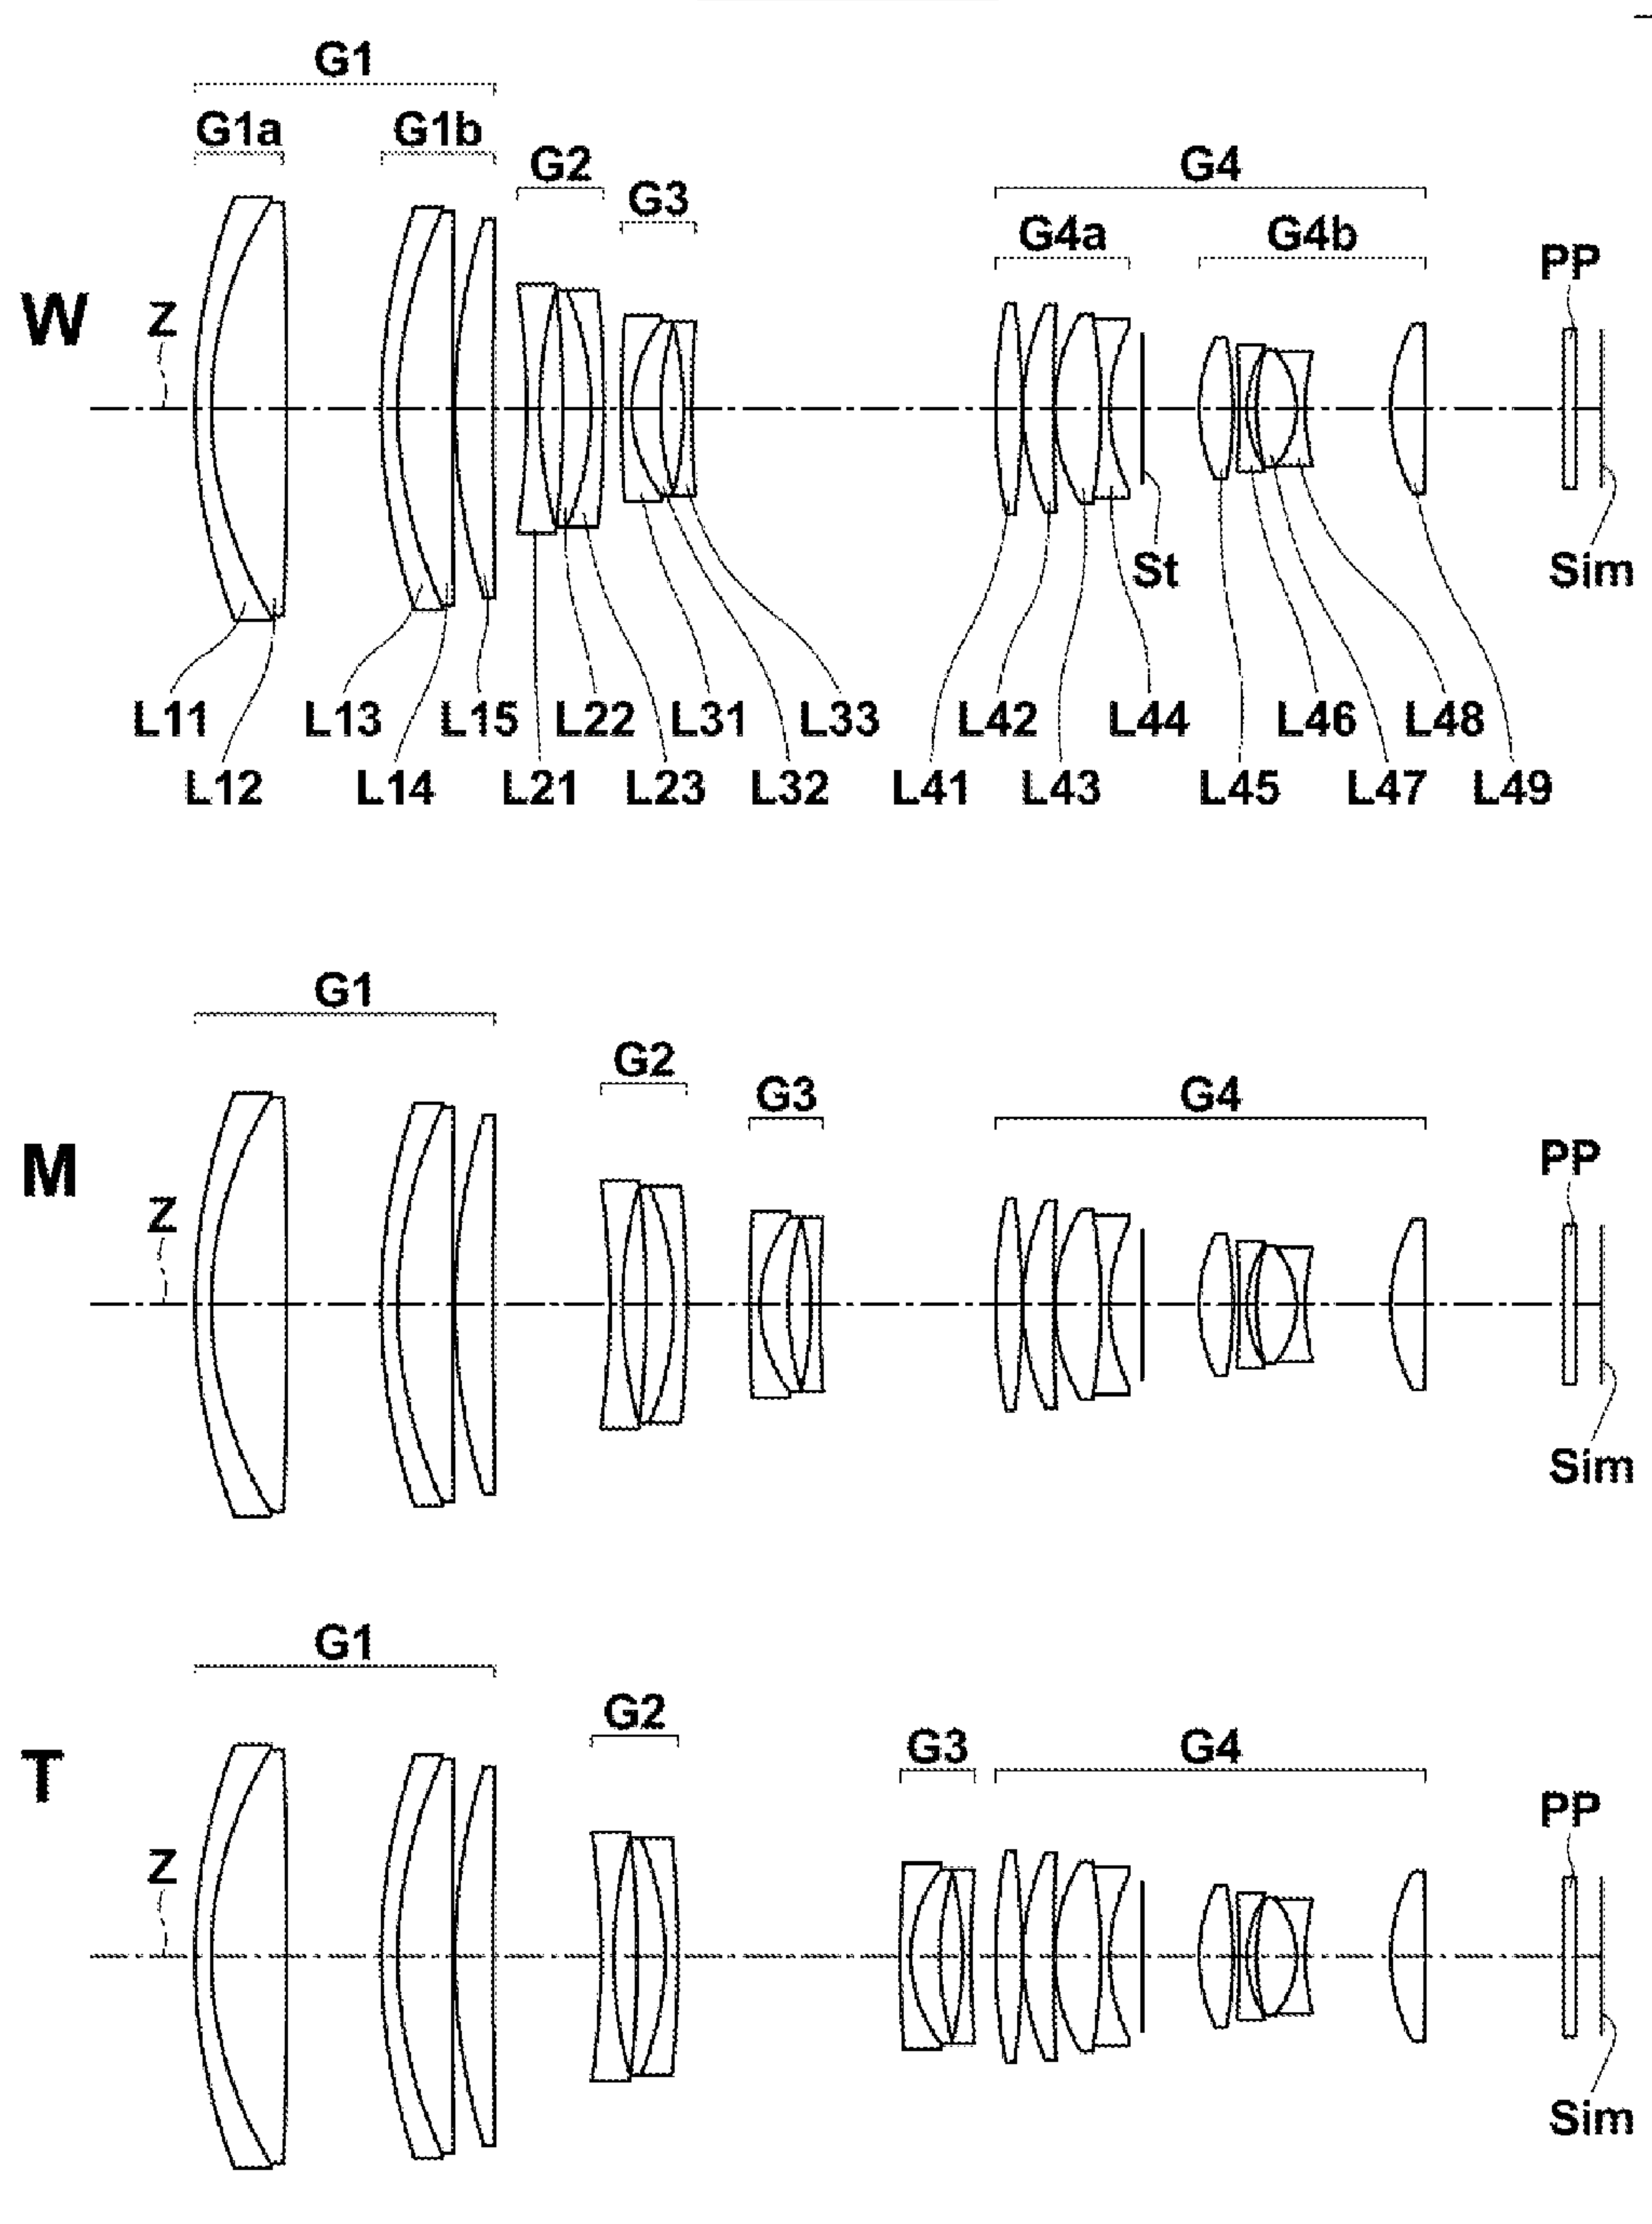 G1
G1a G1b
G2 G4
G3
G4a G4b
PP
W Z
St Sim
L11 L13 L15 L22 L31 L33 L42 L44 L46 L48
L12 L14 L21 L23 L32 L41 L43 L45 L47 L49
G1
G2
G3 G4
M PP
Z
Sim
G1
G2
G3 G4
T PP
Z
Sim